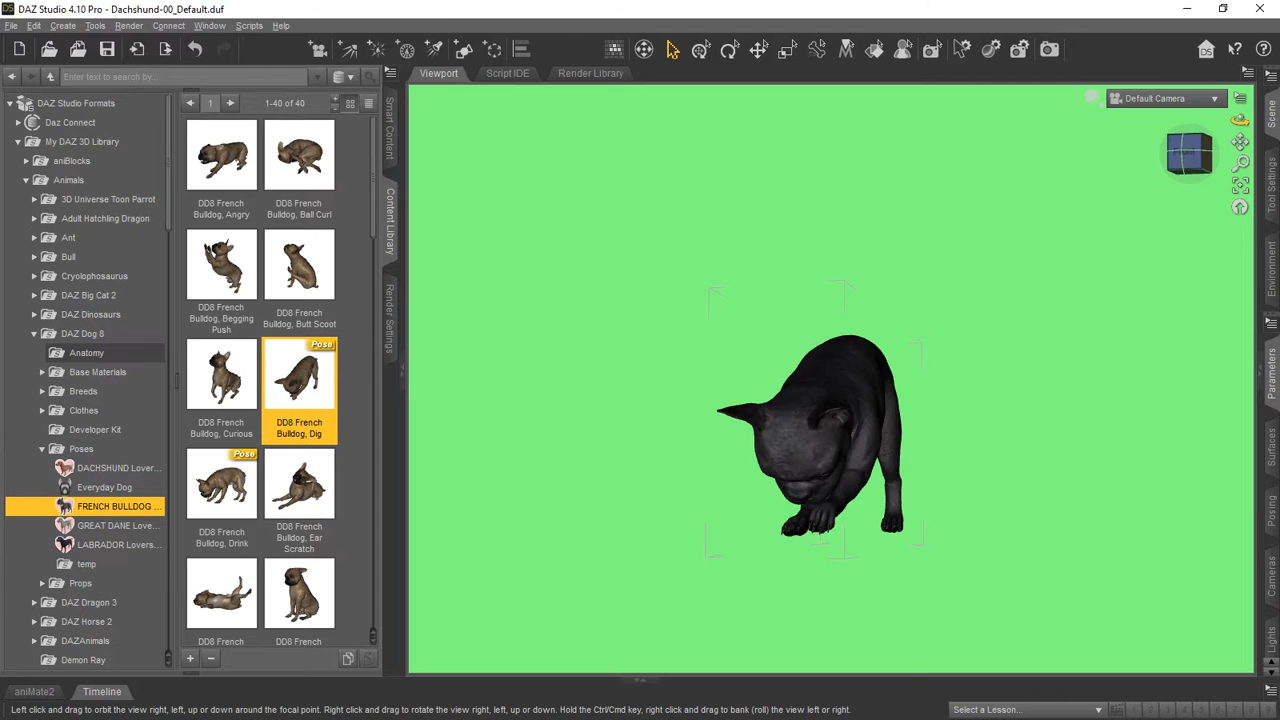 DAZ Studio 4.10 Pro - Dachshund-00_Default.duf
File Edit Create Tools Render Connect Window Scripts Help
Enter text to search by...
Viewport Script IDE Render Library
DAZ Studio Formats
Daz Connect
My DAZ 3D Library
aniBlocks
Animals
3D Universe Toon Parrot
Adult Hatchling Dragon
Ant
Bull
Cryolophosaurus
DAZ Big Cat 2
DAZ Dinosaurs
DAZ Dog 8
Anatomy
Base Materials
Breeds
Clothes
Developer Kit
Poses
DACHSHUND Lover...
Everyday Dog
FRENCH BULLDOG ...
GREAT DANE Love...
LABRADOR Lovers...
temp
Props
DAZ Dragon 3
DAZ Horse 2
DAZAnimals
Demon Ray
1 1-40 of 40
DD8 French
Bulldog, Angry
DD8 French
Bulldog, Ball Curl
DD8 French
Bulldog, Begging
Push
DD8 French
Bulldog, Butt Scoot
DD8 French
Bulldog, Curious
Pose
DD8 French
Bulldog, Dig
Pose
DD8 French
Bulldog, Drink
DD8 French
Bulldog, Ear
Scratch
DD8 French
DD8 French
Smart Content
Content Library
Render Settings
Default Camera
Scene
Tool Settings
Environment
Parameters
Surfaces
Posing
Cameras
Lights
aniMate2 Timeline
Left click and drag to orbit the view right, left, up or down around the focal point. Right click and drag to rotate the view right, left, up or down. Hold the Ctrl/Cmd key, right click and drag to bank (roll) the view left or right.
Select a Lesson...
1 2 3 4 5 6 7 8 9